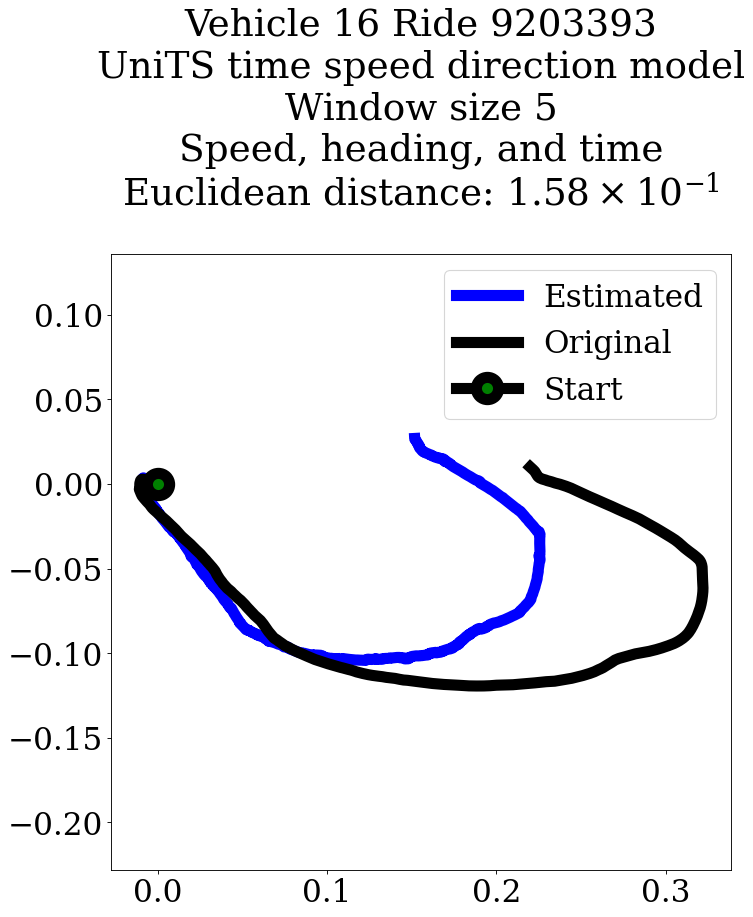 Vehicle 16 Ride 9203393
UniTS time speed direction model
Window size 5
Speed, heading, and time
Euclidean distance: 1.58 × 10⁻¹
Estimated
Original
Start
0.10
0.05
0.00
−0.05
−0.10
−0.15
−0.20
0.0 0.1 0.2 0.3